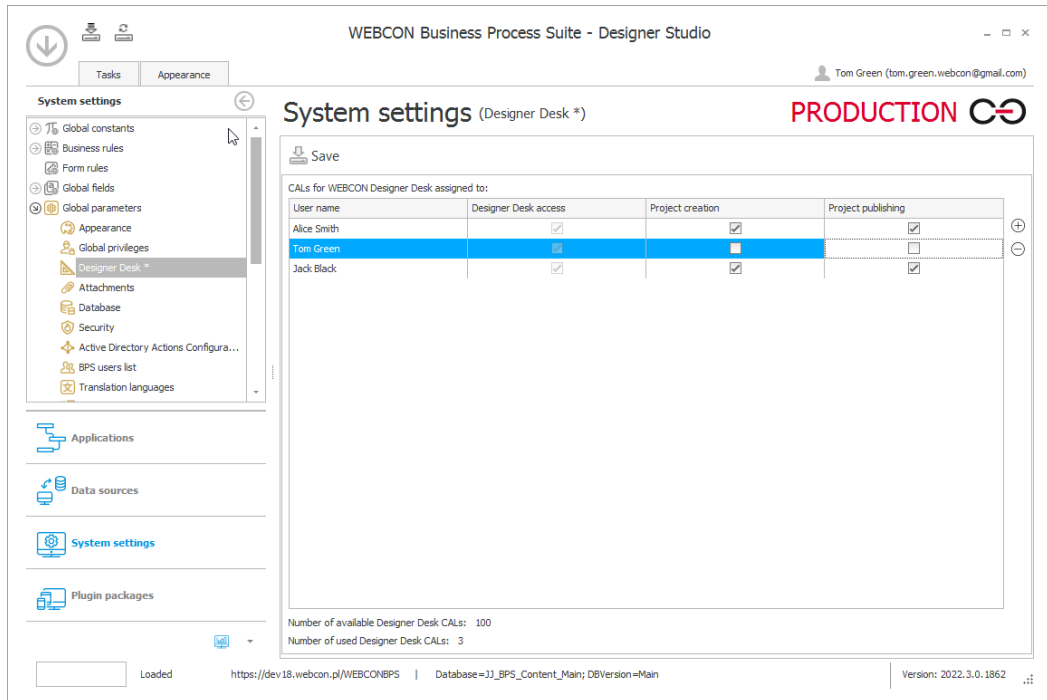 WEBCON Business Process Suite - Designer Studio
Tasks
Appearance
Tom Green (tom.green.webcon@gmail.com)
System settings
Global constants
Business rules
Form rules
Global fields
Global parameters
Appearance
Global privileges
Designer Desk *
Attachments
Database
Security
Active Directory Actions Configura...
BPS users list
Translation languages
Applications
Data sources
System settings
Plugin packages
System settings (Designer Desk *)
PRODUCTION
Save
CALs for WEBCON Designer Desk assigned to:
User name Designer Desk access Project creation Project publishing
Alice Smith
Tom Green
Jack Black
Number of available Designer Desk CALs: 100
Number of used Designer Desk CALs: 3
Loaded https://dev18.webcon.pl/WEBCONBPS | Database=JJ_BPS_Content_Main; DBVersion=Main Version: 2022.3.0.1862